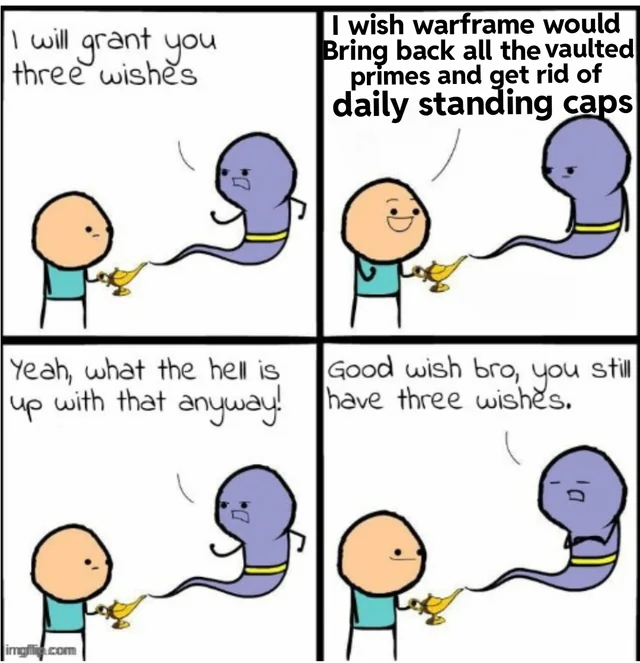 I will grant you
three wishes
I wish warframe would
Bring back all the vaulted
primes and get rid of
daily standing caps
Yeah, what the hell is
up with that anyway!
Good wish bro, you still
have three wishes.
imgflip.com